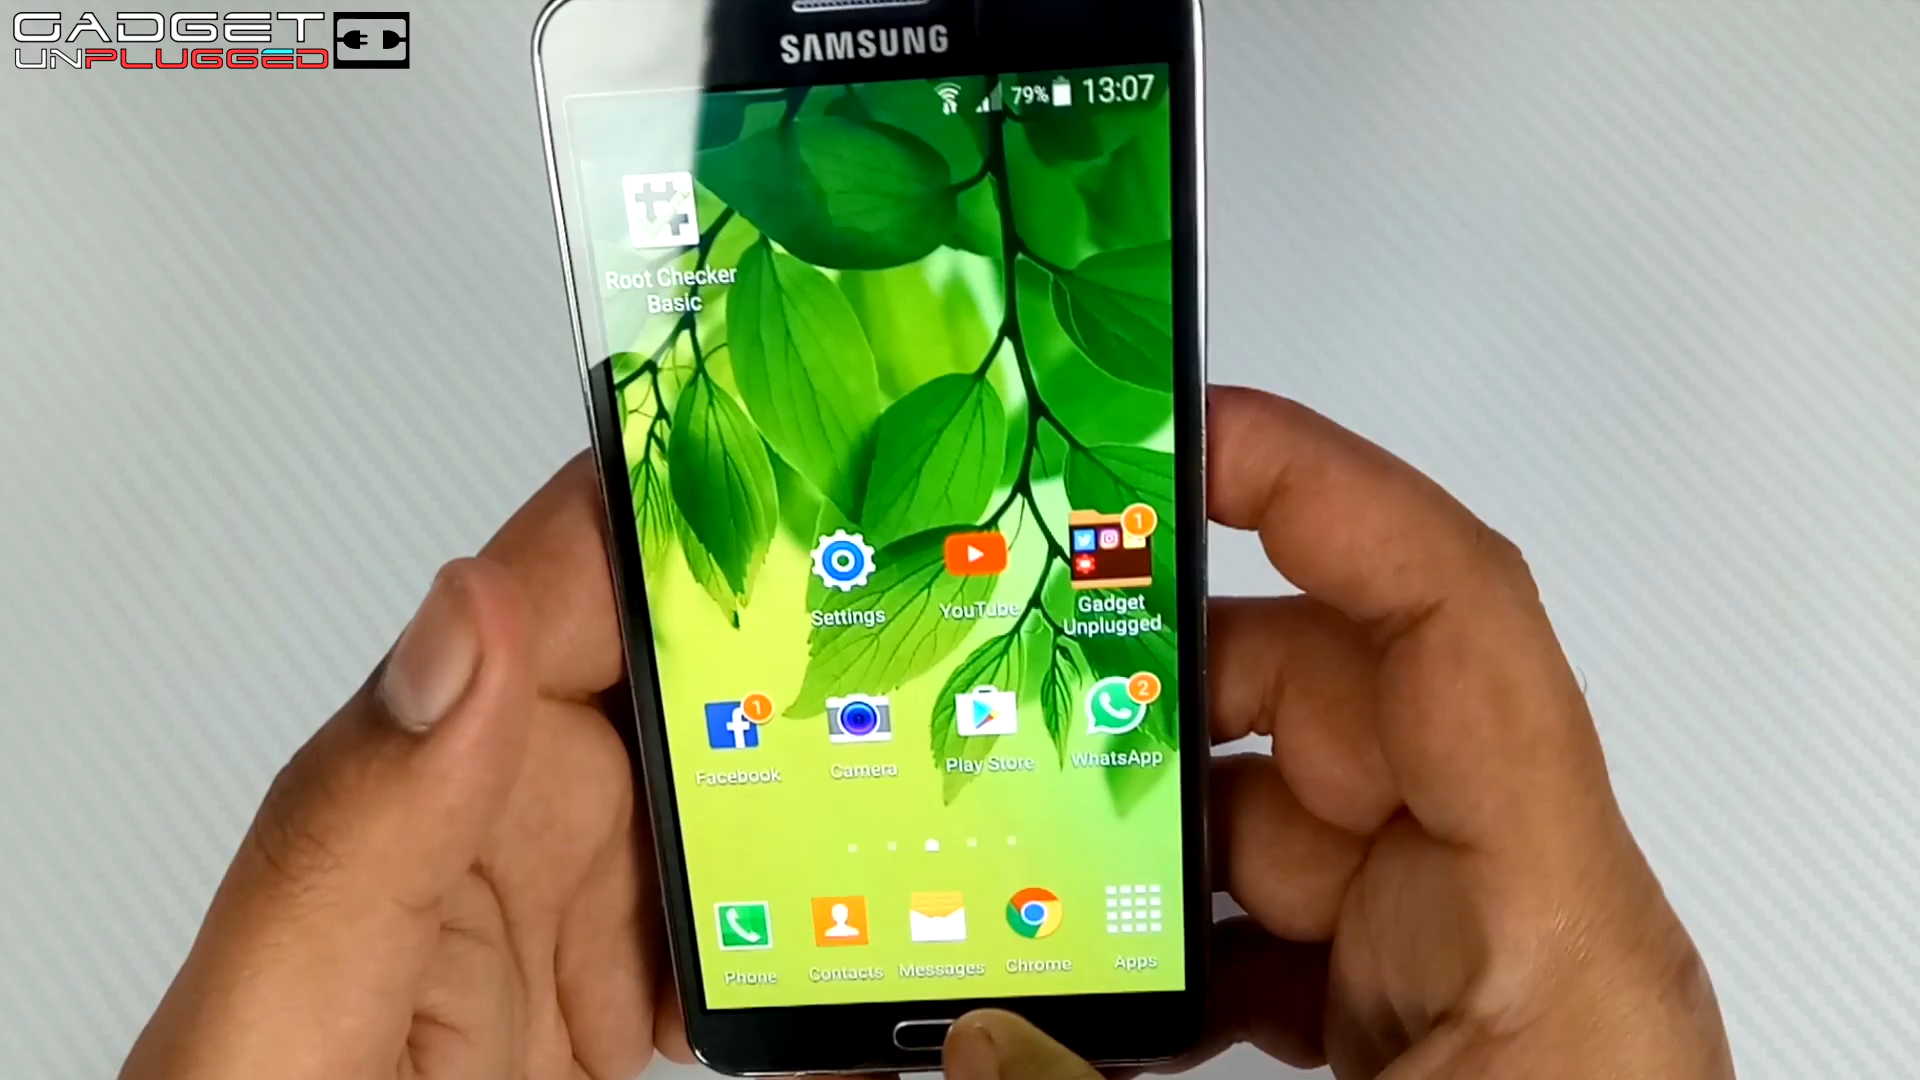 GADGET
UNPLUGGED
SAMSUNG
79% 13:07
Root Checker
Basic
Settings
YouTube
1
Gadget
Unplugged
1
Facebook
Camera
Play Store
2
WhatsApp
Phone
Contacts
Messages
Chrome
Apps